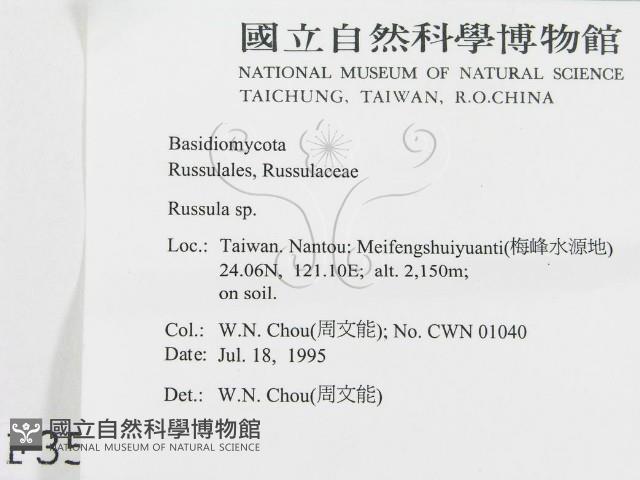 國立自然科學博物館
NATIONAL MUSEUM OF NATURAL SCIENCE
TAICHUNG, TAIWAN, R.O.CHINA
Basidiomycota
Russulales, Russulaceae
Russula sp.
Loc.: Taiwan. Nantou: Meifengshuiyuanti(梅峰水源地)
24.06N, 121.10E; alt. 2,150m;
on soil.
Col.: W.N. Chou(周文能); No. CWN 01040
Date: Jul. 18, 1995
Det.: W.N. Chou(周文能)
國立自然科學博物館
NATIONAL MUSEUM OF NATURAL SCIENCE